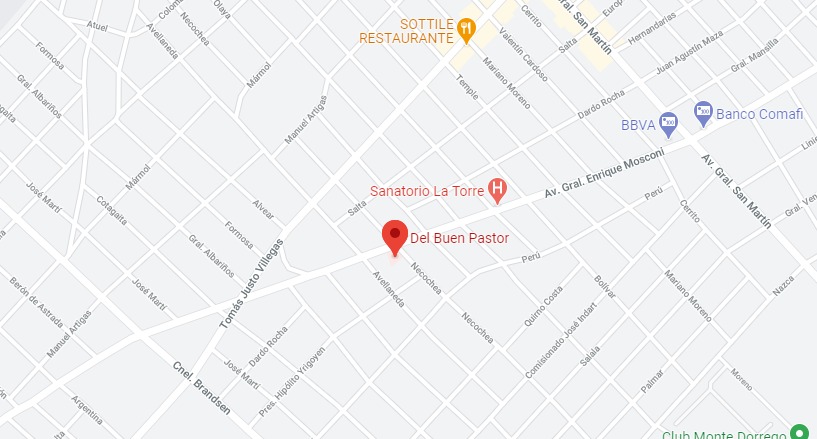 Atuel
Colom
Olaya
Necochea
Avellaneda
Formosa
Gral. Albariños
Mármol
Manuel Artigas
SOTTILE
RESTAURANTE
Cerrito
Gral. San Martín
Europ
Hernandarias
Salta
Valentín Cardoso
Mariano Moreno
Juan Agustín Maza
Gral. Mansilla
Temple
Dardo Rocha
BBVA
Banco Comafi
Linie
José Martí
Mármol
Cotagaita
Alvear
Formosa
Gral. Albariños
Sanatorio La Torre
Salta
Av. Gral. Enrique Mosconi
Av. Gral. San Martín
Perú
Cerrito
Gral. Ven
Del Buen Pastor
Perú
Necochea
Avellaneda
Tomás Justo Villegas
José Martí
Berón de Astrada
Manuel Artigas
Bolívar
Mariano Moreno
Nazca
Quirno Costa
Necochea
Comisionado José Indart
Salala
Dardo Rocha
Pres. Hipólito Yrigoyen
José Martí
Cnel. Brandsen
Argentina
Palmar
Moreno
Club Monte Dorrego